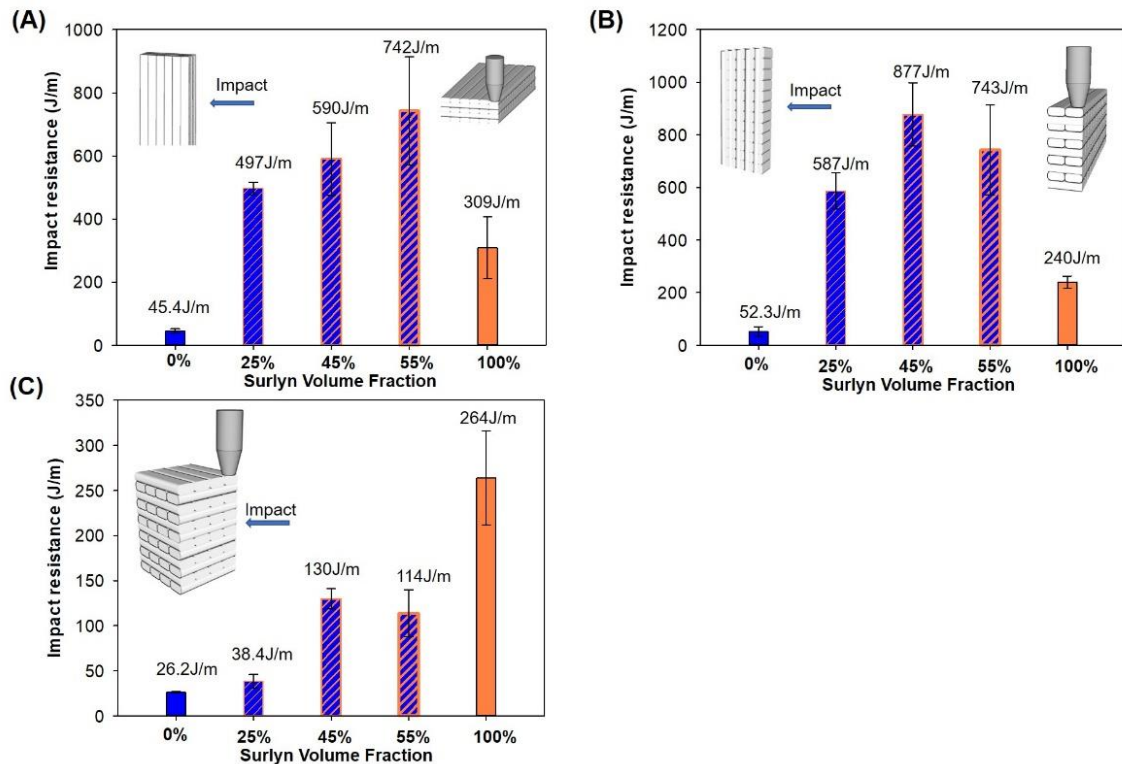 (A)
Impact resistance (J/m)
1000
800
600
400
200
0
Impact
45.4J/m
497J/m
590J/m
742J/m
309J/m
0% 25% 45% 55% 100%
Surlyn Volume Fraction
(B)
Impact resistance (J/m)
1200
1000
800
600
400
200
0
Impact
52.3J/m
587J/m
877J/m
743J/m
240J/m
0% 25% 45% 55% 100%
Surlyn Volume Fraction
(C)
Impact resistance (J/m)
350
300
250
200
150
100
50
0
Impact
26.2J/m
38.4J/m
130J/m
114J/m
264J/m
0% 25% 45% 55% 100%
Surlyn Volume Fraction